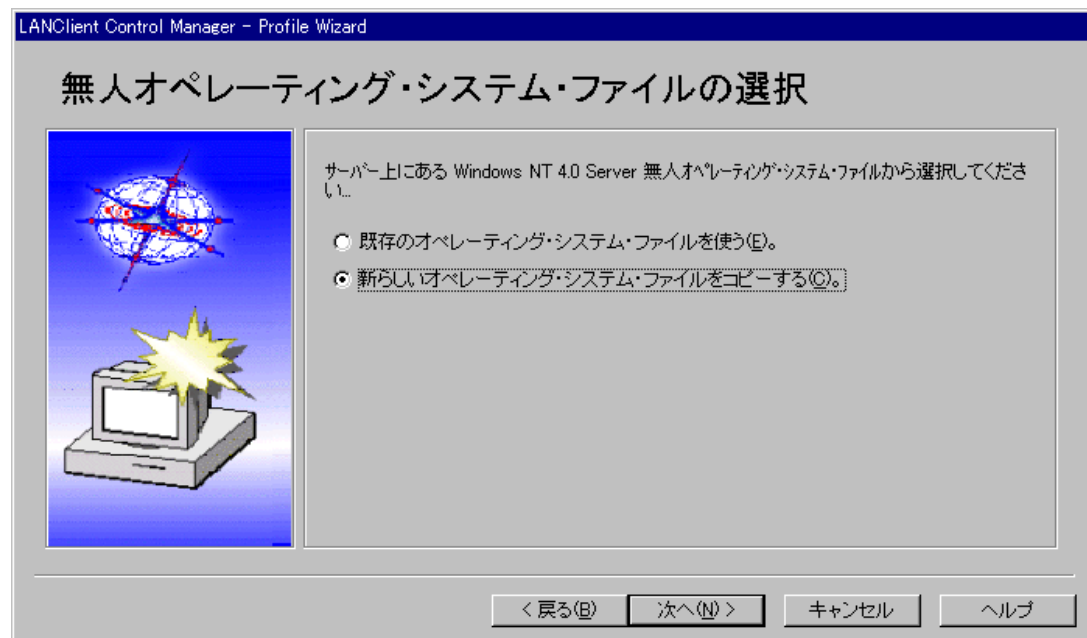 LANClient Control Manager - Profile Wizard
無人オペレーティング・システム・ファイルの選択
サーバー上にある Windows NT 4.0 Server 無人オペレーティング・システム・ファイルから選択してくださ
い...
既存のオペレーティング・システム・ファイルを使う(E)。
新らしいオペレーティング・システム・ファイルをコピーする(C)。
< 戻る(B)
次へ(N) >
キャンセル
ヘルプ